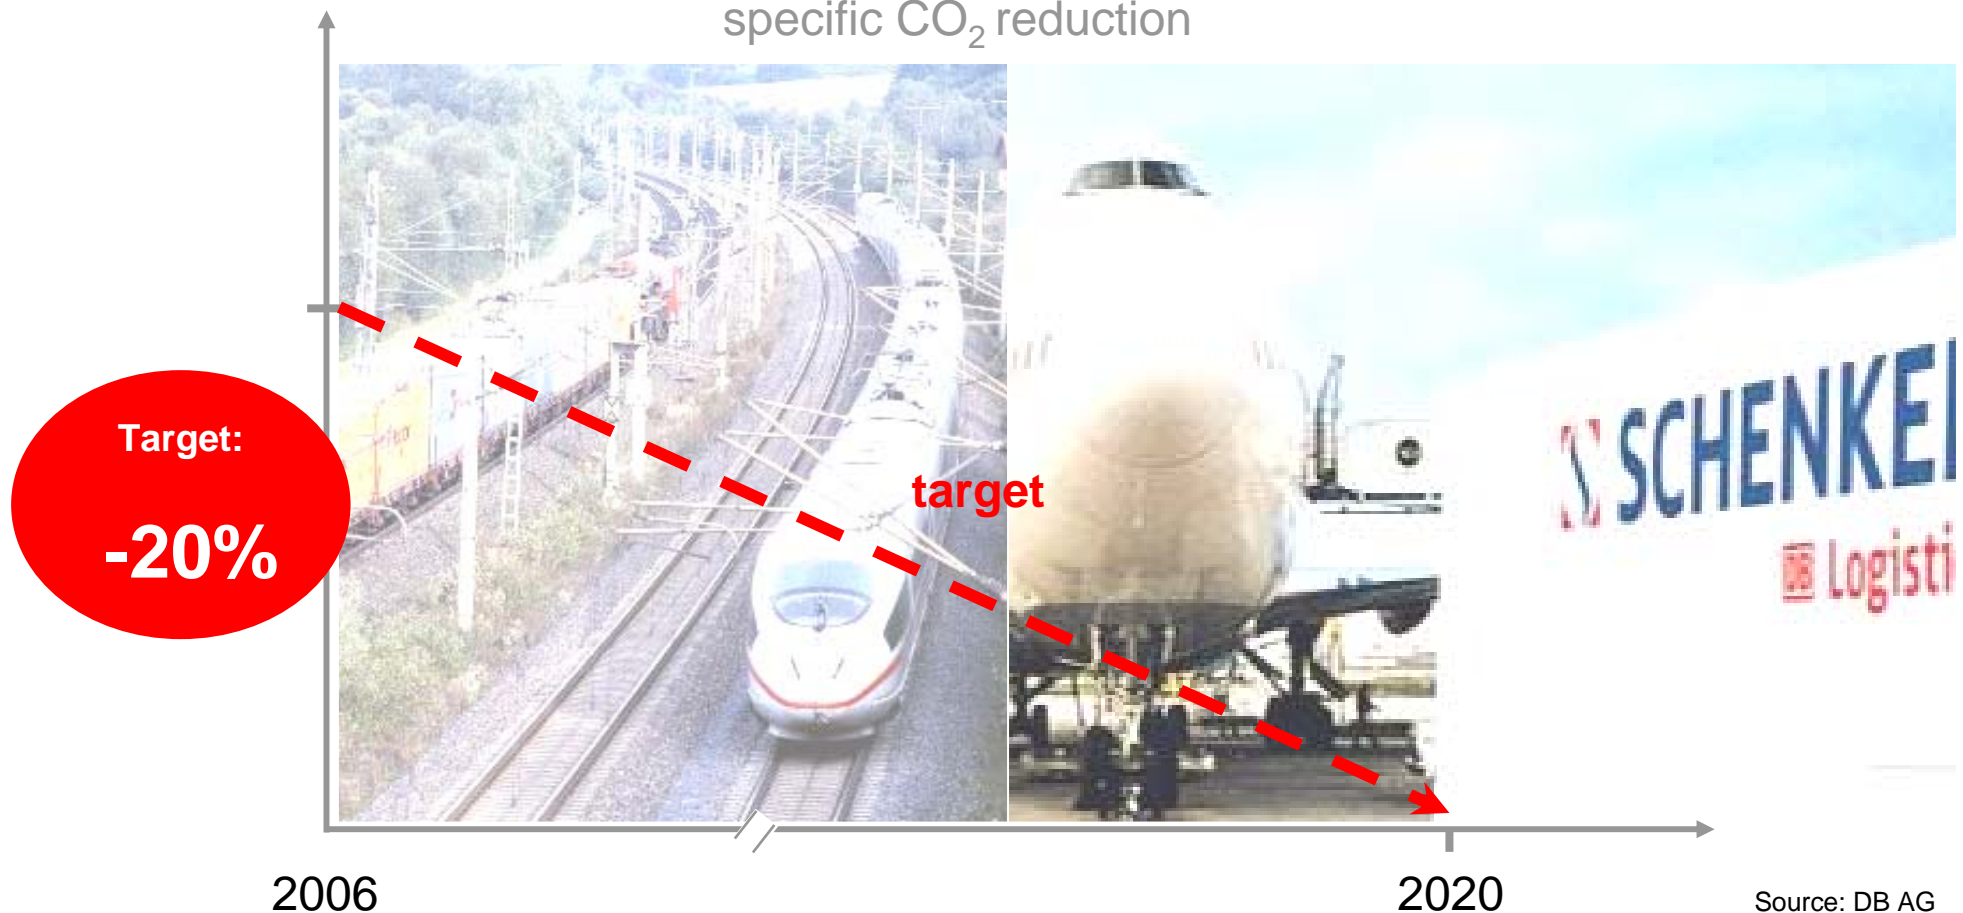 specific CO₂ reduction
Target:
-20%
target
SCHENKE
DB Logisti
2006
2020
Source: DB AG